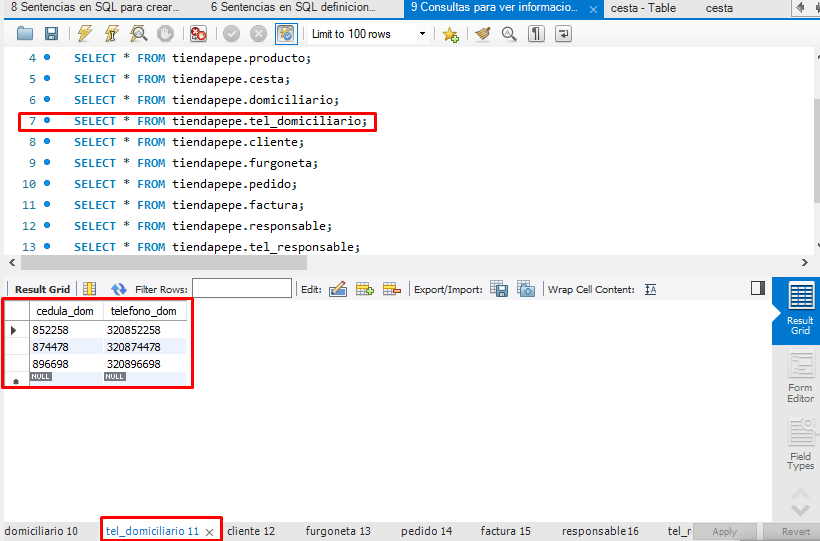 8 Sentencias en SQL para crear...
6 Sentencias en SQL definicion...
9 Consultas para ver informacio...
cesta - Table
cesta
Limit to 100 rows
4 SELECT * FROM tiendapepe.producto;
5 SELECT * FROM tiendapepe.cesta;
6 SELECT * FROM tiendapepe.domiciliario;
7 SELECT * FROM tiendapepe.tel_domiciliario;
8 SELECT * FROM tiendapepe.cliente;
9 SELECT * FROM tiendapepe.furgoneta;
10 SELECT * FROM tiendapepe.pedido;
11 SELECT * FROM tiendapepe.factura;
12 SELECT * FROM tiendapepe.responsable;
13 SELECT * FROM tiendapepe.tel_responsable;
Result Grid Filter Rows: Edit: Export/Import: Wrap Cell Content: IA
cedula_dom telefono_dom
852258 320852258
874478 320874478
896698 320896698
NULL NULL
Result
Grid
Form
Editor
Field
Types
domiciliario 10 tel_domiciliario 11 cliente 12 furgoneta 13 pedido 14 factura 15 responsable16 tel_r Apply Revert